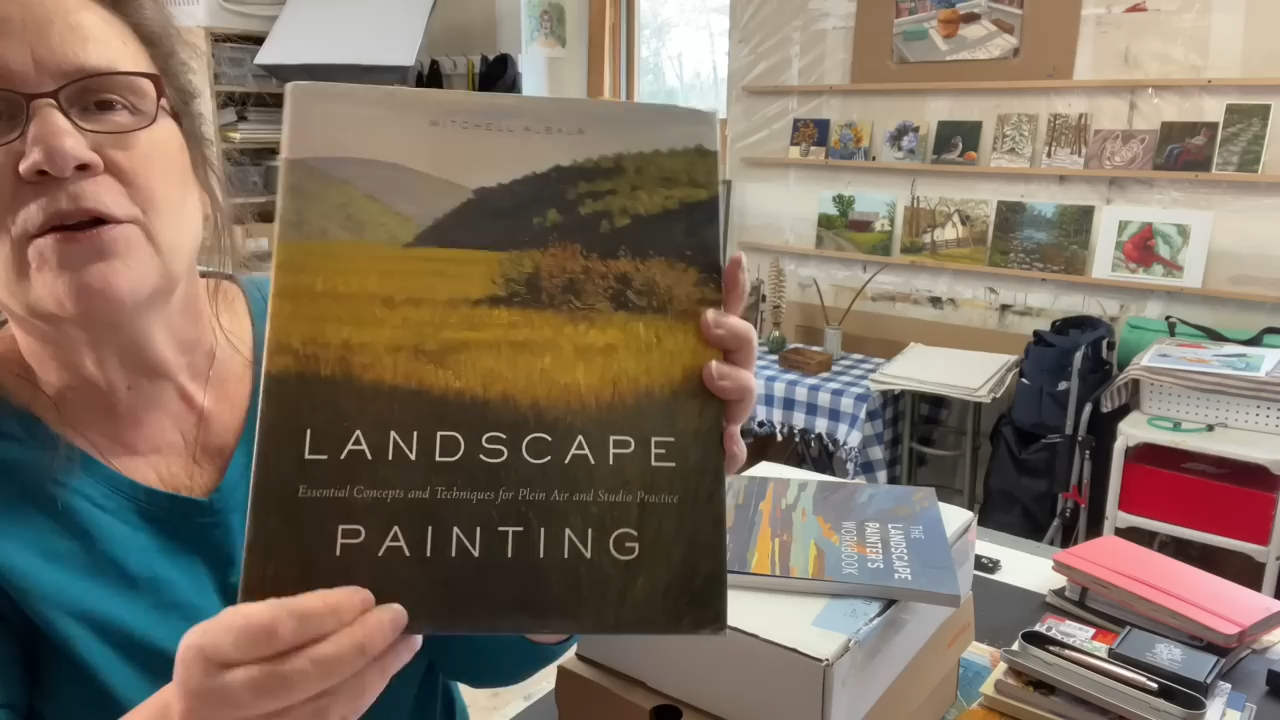 MITCHELL ALBALA
LANDSCAPE
Essential Concepts and Techniques for Plein Air and Studio Practice
PAINTING
THE
LANDSCAPE
PAINTER'S
WORKBOOK